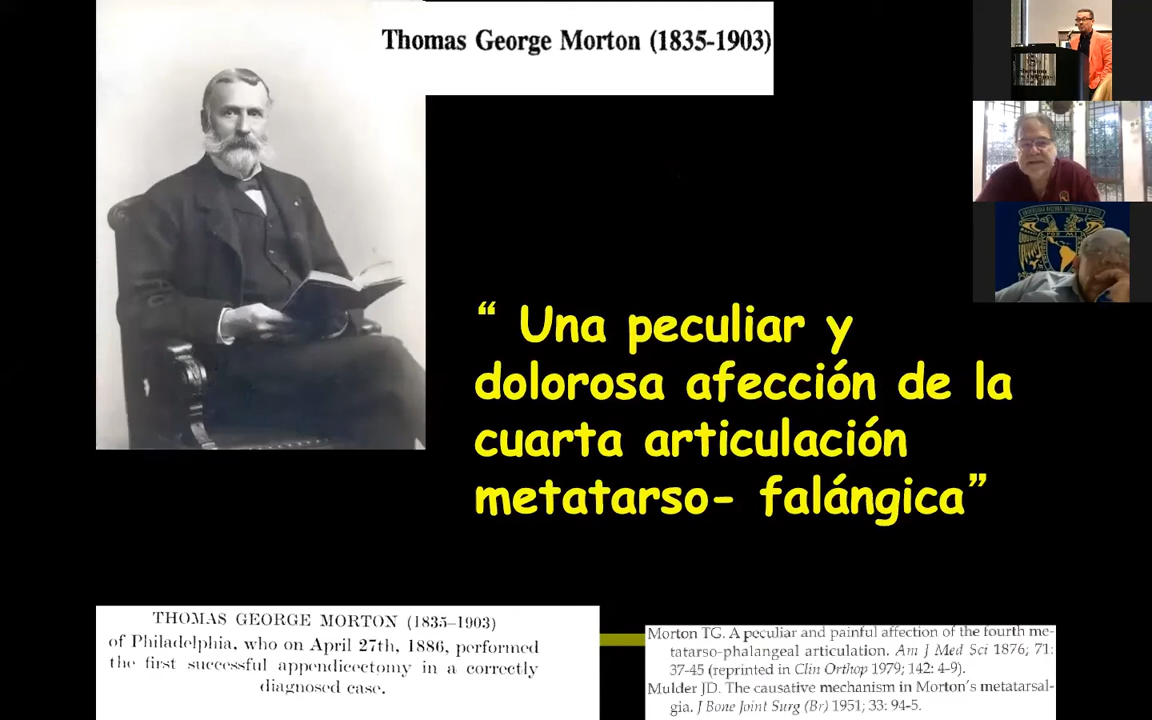 Thomas George Morton (1835-1903)
“ Una peculiar y
dolorosa afección de la
cuarta articulación
metatarso- falángica”
THOMAS GEORGE MORTON (1835–1903)
of Philadelphia, who on April 27th, 1886, performed
the first successful appendicectomy in a correctly
diagnosed case.
Morton TG. A peculiar and painful affection of the fourth me-
tatarso-phalangeal articulation. Am J Med Sci 1876; 71:
37-45 (reprinted in Clin Orthop 1979; 142: 4-9).
Mulder JD. The causative mechanism in Morton's metatarsal-
gia. J Bone Joint Surg (Br) 1951; 33: 94-5.